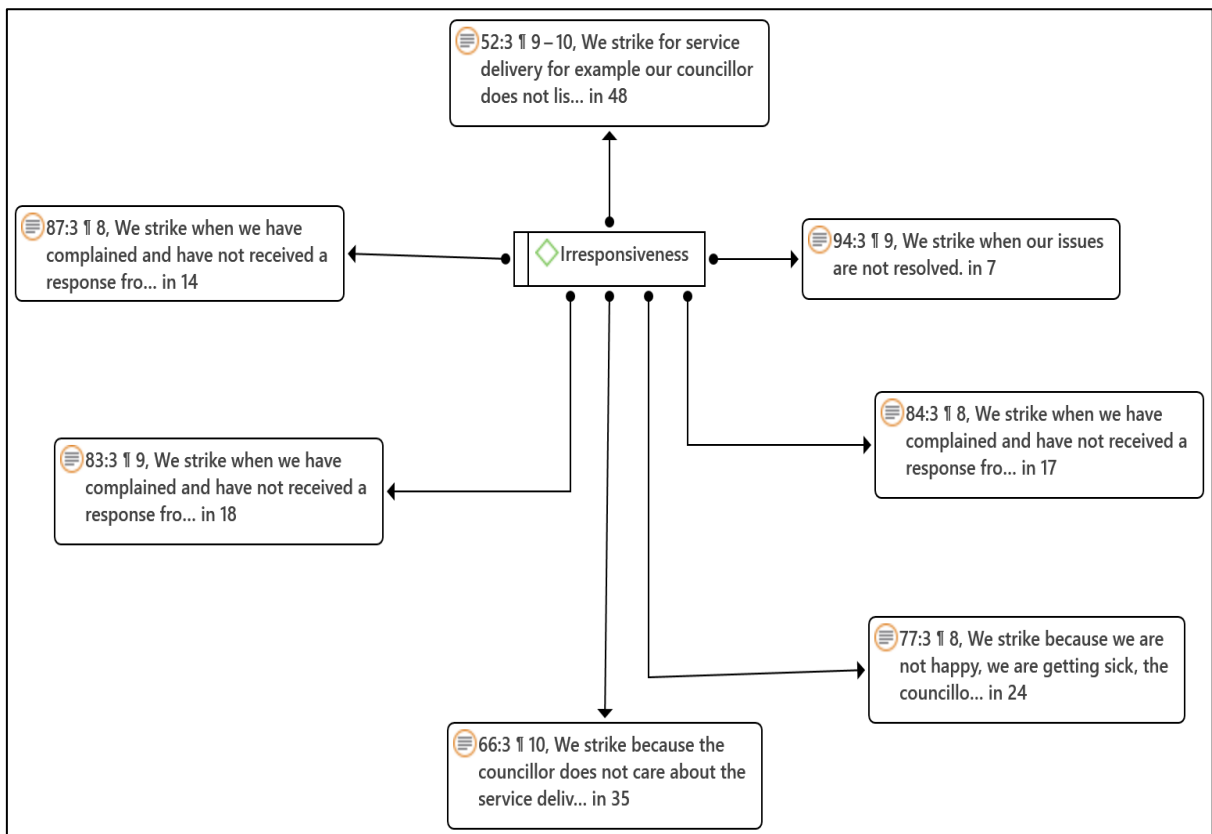 52:3 ¶ 9 – 10, We strike for service
delivery for example our councillor
does not lis... in 48
87:3 ¶ 8, We strike when we have
complained and have not received a
response fro... in 14
Irresponsiveness
94:3 ¶ 9, We strike when our issues
are not resolved. in 7
84:3 ¶ 8, We strike when we have
complained and have not received a
response fro... in 17
83:3 ¶ 9, We strike when we have
complained and have not received a
response fro... in 18
77:3 ¶ 8, We strike because we are
not happy, we are getting sick, the
councillo... in 24
66:3 ¶ 10, We strike because the
councillor does not care about the
service deliv... in 35